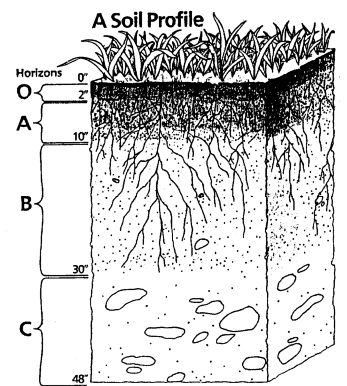 A Soil Profile
Horizons
0"
O
2"
A
10"
B
30"
C
48"